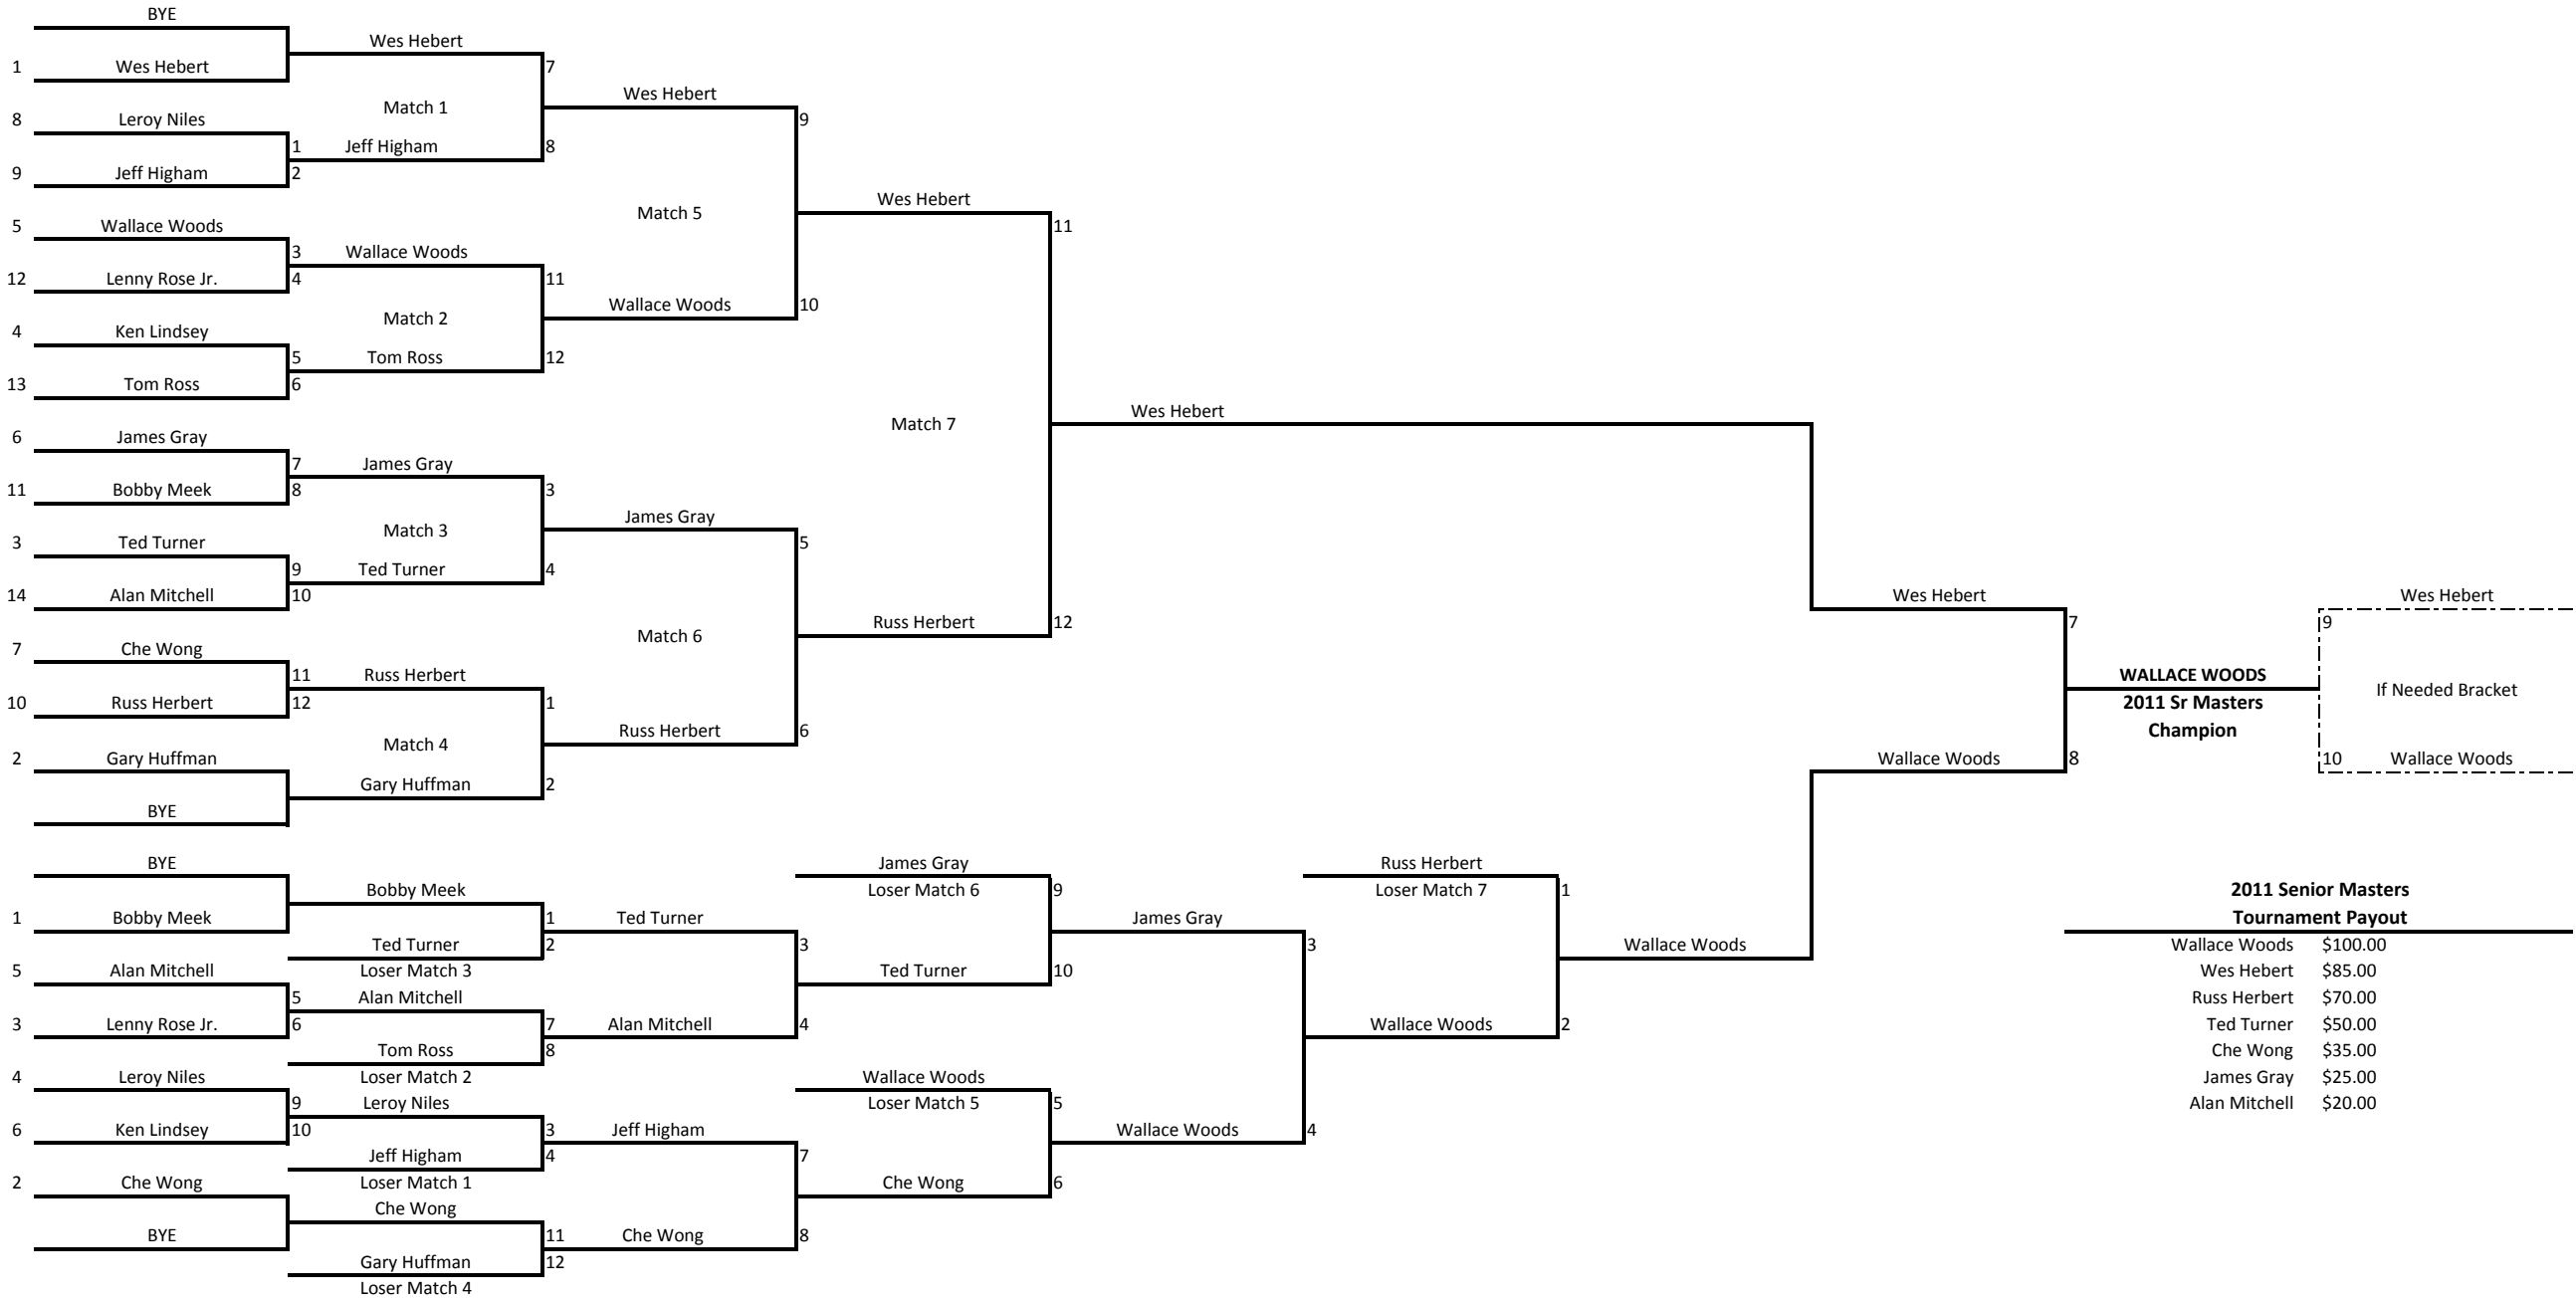 BYE
Wes Hebert
1 Wes Hebert 7
Match 1 Wes Hebert
8 Leroy Niles 9
1 Jeff Higham 8
9 Jeff Higham 2
Wes Hebert
Match 5
5 Wallace Woods 11
3 Wallace Woods
12 Lenny Rose Jr. 4 11
Wallace Woods 10
Match 2
4 Ken Lindsey
5 Tom Ross 12
13 Tom Ross 6
Wes Hebert
Match 7
6 James Gray
7 James Gray
11 Bobby Meek 8 3
James Gray
Match 3
3 Ted Turner 5
9 Ted Turner 4
14 Alan Mitchell 10 Wes Hebert Wes Hebert
Russ Herbert 12 7 9
Match 6
7 Che Wong
11 Russ Herbert WALLACE WOODS
If Needed Bracket
10 Russ Herbert 12 1 2011 Sr Masters
Russ Herbert 6 Champion
Match 4
2 Gary Huffman Wallace Woods 8 10 Wallace Woods
Gary Huffman 2
BYE
BYE James Gray Russ Herbert
Bobby Meek Loser Match 6 9 Loser Match 7 1 2011 Senior Masters
1 Bobby Meek 1 Ted Turner James Gray Tournament Payout
Ted Turner 2 3 3 Wallace Woods Wallace Woods $100.00
5 Alan Mitchell Loser Match 3 Ted Turner 10 Wes Hebert $85.00
5 Alan Mitchell Russ Herbert $70.00
3 Lenny Rose Jr. 6 7 Alan Mitchell 4 Wallace Woods 2 Ted Turner $50.00
Tom Ross 8 Che Wong $35.00
4 Leroy Niles Loser Match 2 Wallace Woods James Gray $25.00
9 Leroy Niles Loser Match 5 5 Alan Mitchell $20.00
6 Ken Lindsey 10 3 Jeff Higham Wallace Woods 4
Jeff Higham 4 7
2 Che Wong Loser Match 1 Che Wong 6
Che Wong
BYE 11 Che Wong 8
Gary Huffman 12
Loser Match 4